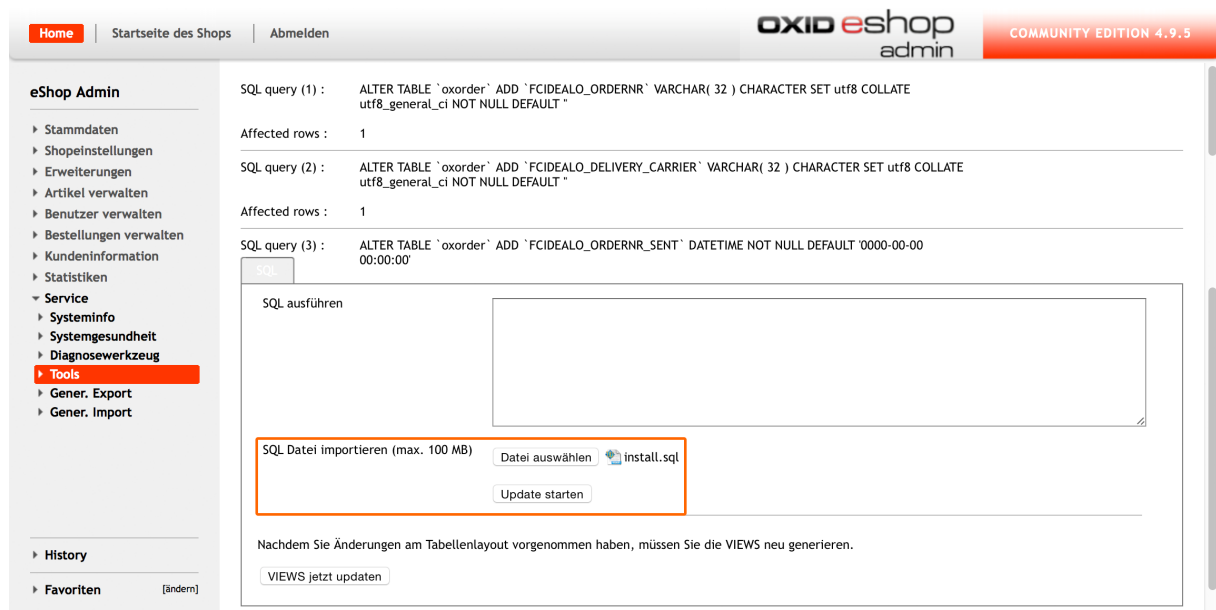 Home
Startseite des Shops
Abmelden
OXID eshop
admin
COMMUNITY EDITION 4.9.5
eShop Admin
Stammdaten
Shopeinstellungen
Erweiterungen
Artikel verwalten
Benutzer verwalten
Bestellungen verwalten
Kundeninformation
Statistiken
Service
Systeminfo
Systemgesundheit
Diagnosewerkzeug
Tools
Gener. Export
Gener. Import
History
Favoriten [ändern]
SQL query (1) : ALTER TABLE `oxorder` ADD `FCIDEALO_ORDERNR` VARCHAR( 32 ) CHARACTER SET utf8 COLLATE
utf8_general_ci NOT NULL DEFAULT ''
Affected rows : 1
SQL query (2) : ALTER TABLE `oxorder` ADD `FCIDEALO_DELIVERY_CARRIER` VARCHAR( 32 ) CHARACTER SET utf8 COLLATE
utf8_general_ci NOT NULL DEFAULT ''
Affected rows : 1
SQL query (3) : ALTER TABLE `oxorder` ADD `FCIDEALO_ORDERNR_SENT` DATETIME NOT NULL DEFAULT '0000-00-00
00:00:00'
SQL
SQL ausführen
SQL Datei importieren (max. 100 MB)
Datei auswählen install.sql
Update starten
Nachdem Sie Änderungen am Tabellenlayout vorgenommen haben, müssen Sie die VIEWS neu generieren.
VIEWS jetzt updaten